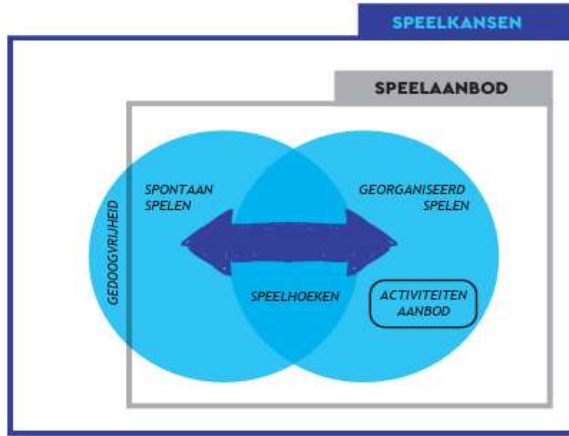 SPEELKANSEN
SPEELAANBOD
SPONTAAN
SPELEN
GEORGANISEERD
SPELEN
GEDOOGVRIJHEID
SPEELHOEKEN
ACTIVITEITEN
AANBOD